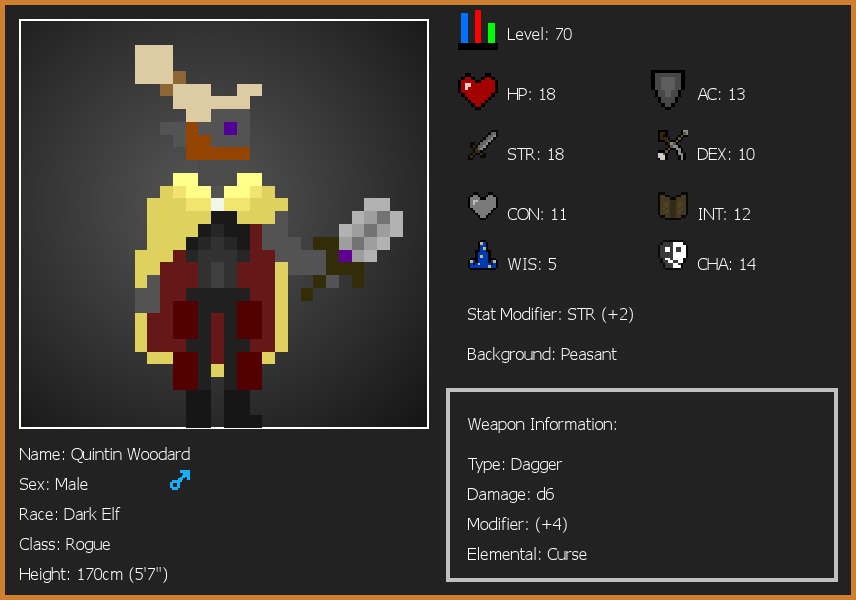 Level: 70
HP: 18
AC: 13
STR: 18
DEX: 10
CON: 11
INT: 12
WIS: 5
CHA: 14
Stat Modifier: STR (+2)
Background: Peasant
Weapon Information:
Type: Dagger
Damage: d6
Modifier: (+4)
Elemental: Curse
Name: Quintin Woodard
Sex: Male
Race: Dark Elf
Class: Rogue
Height: 170cm (5'7")